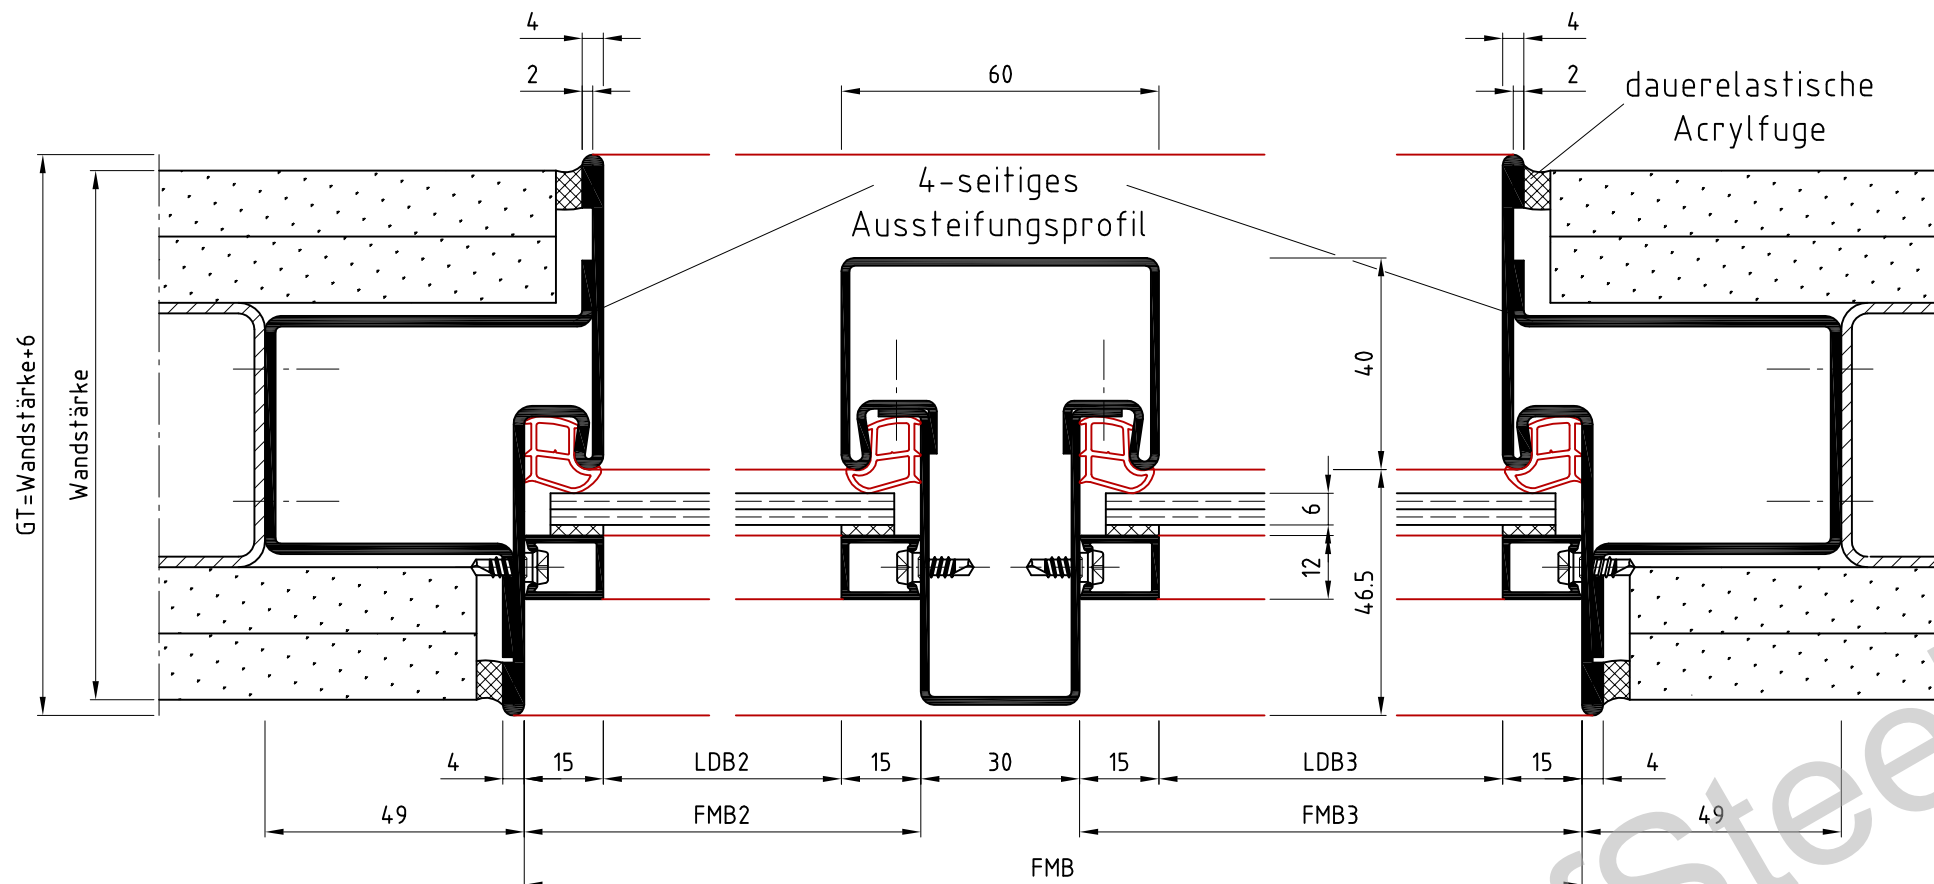 4
4
2
60
2
dauerelastische
Acrylfuge
4-seitiges
Aussteifungsprofil
GT=Wandstärke+6
Wandstärke
40
6
12
46.5
4
15
LDB2
15
30
15
LDB3
15
4
49
FMB2
FMB3
49
FMB